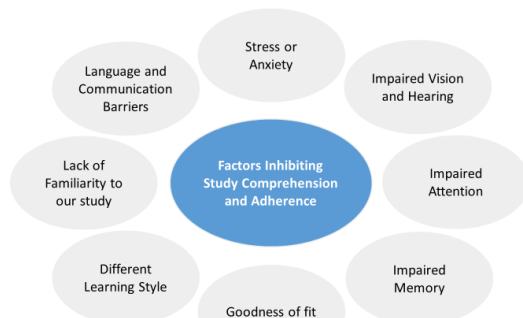 Stress or
Anxiety
Language and
Communication
Barriers
Impaired Vision
and Hearing
Factors Inhibiting
Study Comprehension
and Adherence
Lack of
Familiarity to
our study
Impaired
Attention
Different
Learning Style
Impaired
Memory
Goodness of fit